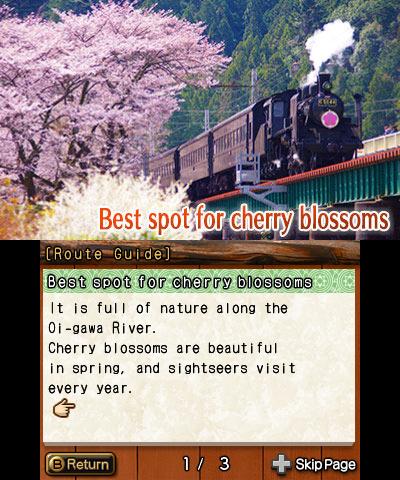 Best spot for cherry blossoms
[Route Guide]
Best spot for cherry blossoms
It is full of nature along the
Oi-gawa River.
Cherry blossoms are beautiful
in spring, and sightseers visit
every year.
B Return
1 / 3
Skip Page